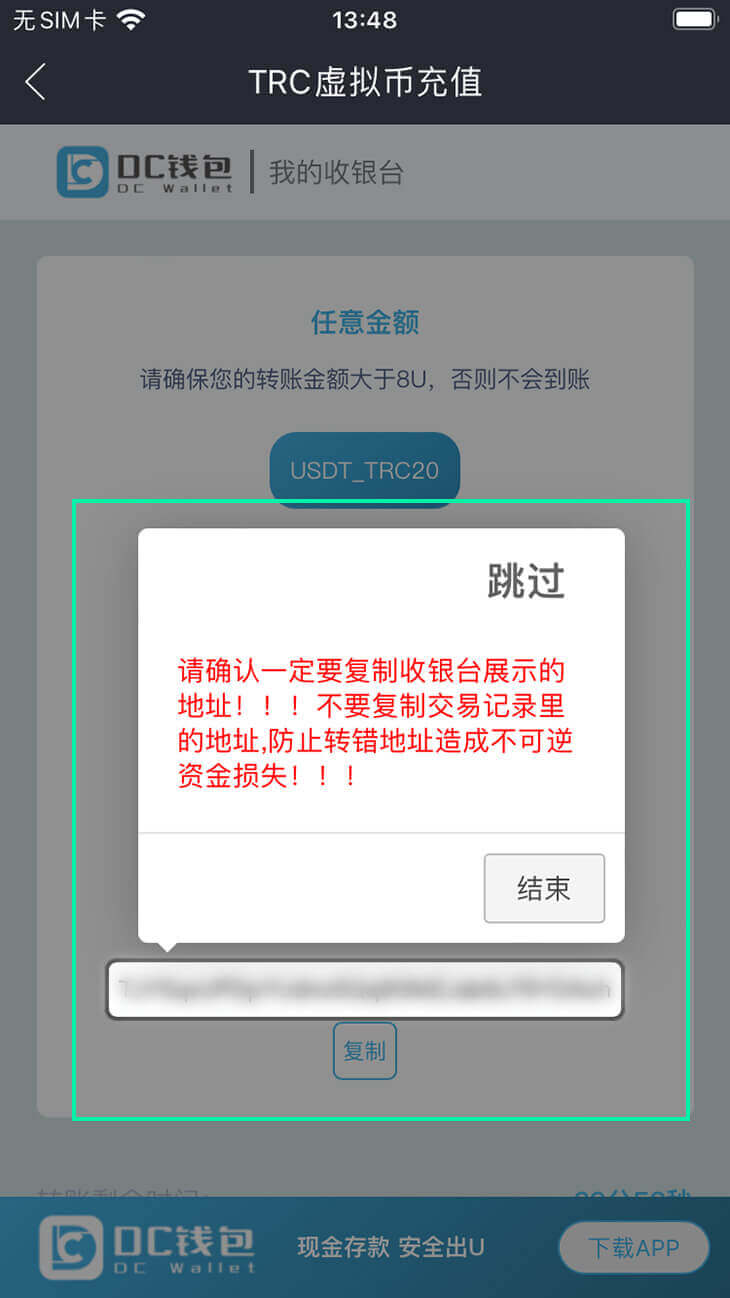 无SIM卡
13:48
TRC虚拟币充值
DC钱包
DC Wallet
我的收银台
任意金额
请确保您的转账金额大于8U，否则不会到账
USDT_TRC20
跳过
请确认一定要复制收银台展示的
地址！！！不要复制交易记录里
的地址,防止转错地址造成不可逆
资金损失！！！
结束
复制
DC钱包
DC Wallet
现金存款 安全出U
下载APP